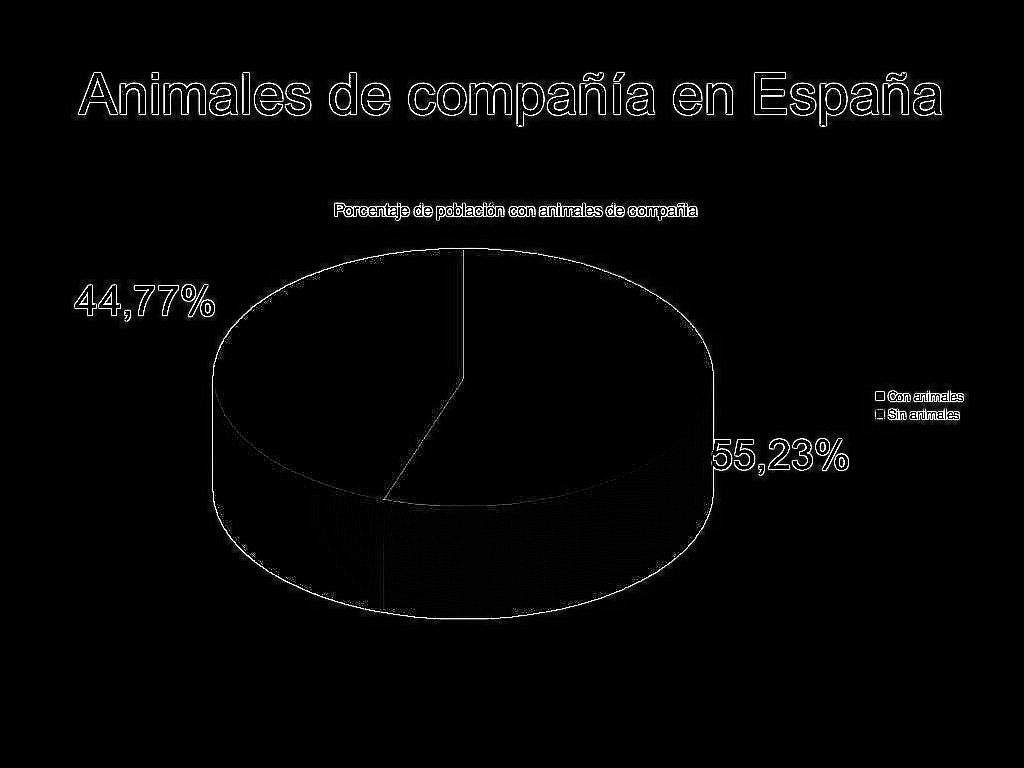 Animales de compañía en España
Porcentaje de población con animales de compañia
44,77%
Con animales
Sin animales
55,23%